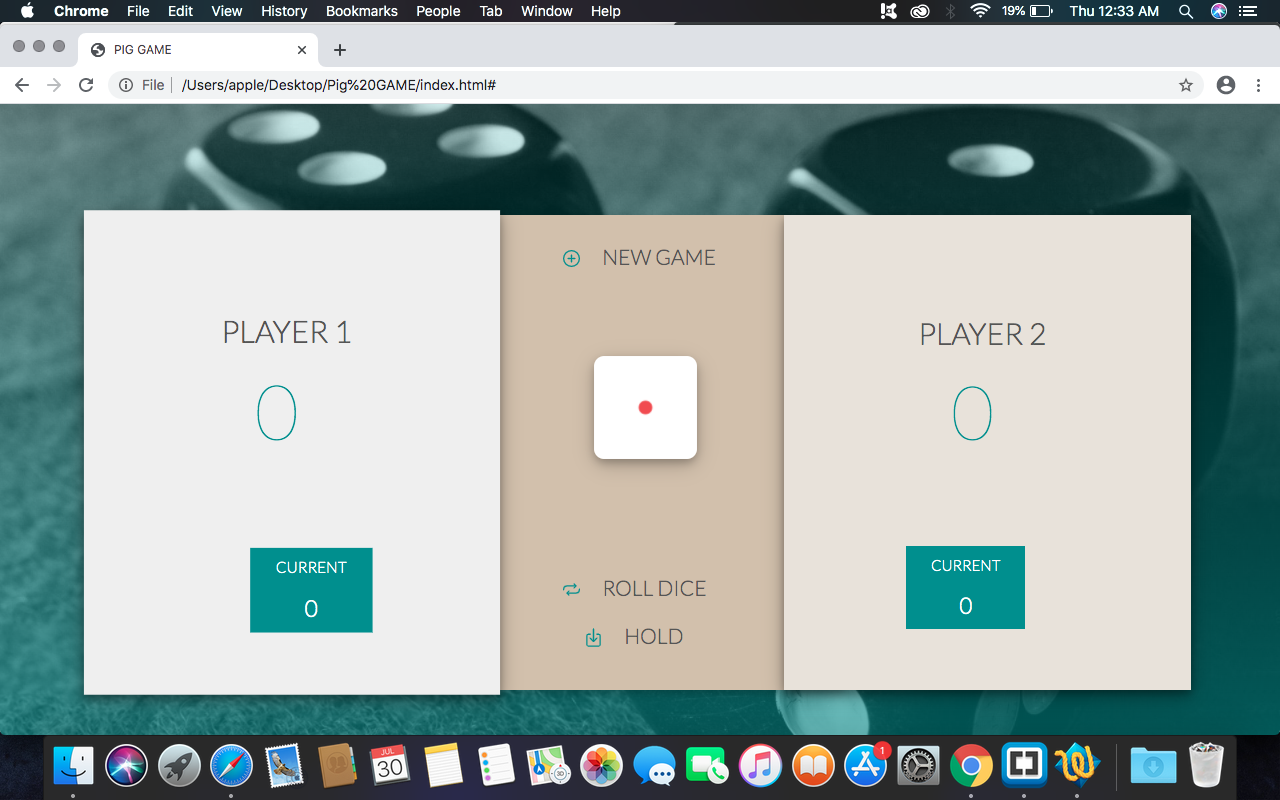 Chrome File Edit View History Bookmarks People Tab Window Help 19% Thu 12:33 AM
PIG GAME
File /Users/apple/Desktop/Pig%20GAME/index.html#
NEW GAME
PLAYER 1
PLAYER 2
0
0
CURRENT
0
CURRENT
0
ROLL DICE
HOLD
JUL
30
3D
1